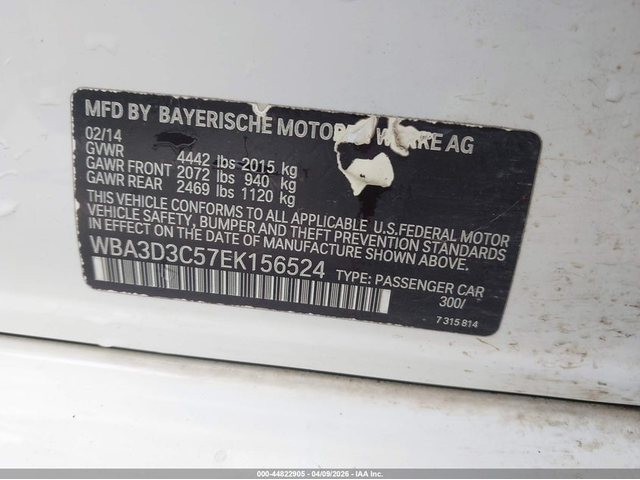 MFD BY BAYERISCHE MOTOREN WERKE AG
02/14
GVWR 4442 lbs 2015 kg
GAWR FRONT 2072 lbs 940 kg
GAWR REAR 2469 lbs 1120 kg
THIS VEHICLE CONFORMS TO ALL APPLICABLE U.S.FEDERAL MOTOR
VEHICLE SAFETY, BUMPER AND THEFT PREVENTION STANDARDS
IN EFFECT ON THE DATE OF MANUFACTURE SHOWN ABOVE.
WBA3D3C57EK156524 TYPE: PASSENGER CAR
300/
7 315 814
000-44822905 - 04/09/2026 - IAA Inc.